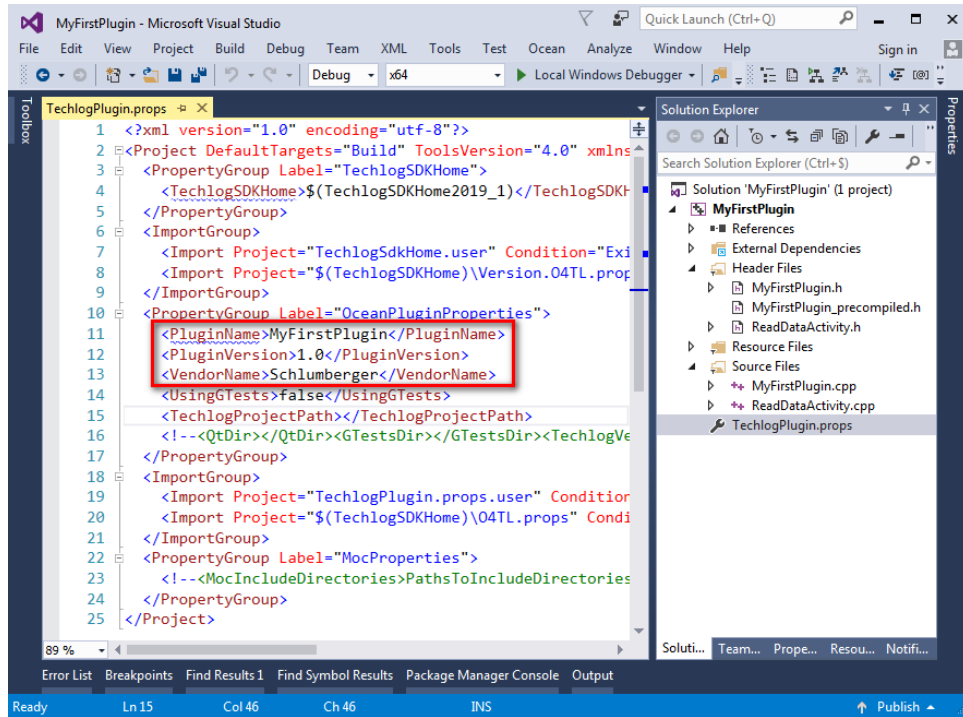 MyFirstPlugin - Microsoft Visual Studio
Quick Launch (Ctrl+Q)
File Edit View Project Build Debug Team XML Tools Test Ocean Analyze Window Help Sign in
Debug x64 Local Windows Debugger
Toolbox
TechlogPlugin.props
1 <?xml version="1.0" encoding="utf-8"?>
2 <Project DefaultTargets="Build" ToolsVersion="4.0" xmlns
3 <PropertyGroup Label="TechlogSDKHome">
4 <TechlogSDKHome>$(TechlogSDKHome2019_1)</TechlogSDKH
5 </PropertyGroup>
6 <ImportGroup>
7 <Import Project="TechlogSdkHome.user" Condition="Exi
8 <Import Project="$(TechlogSDKHome)\Version.O4TL.prop
9 </ImportGroup>
10 <PropertyGroup Label="OceanPluginProperties">
11 <PluginName>MyFirstPlugin</PluginName>
12 <PluginVersion>1.0</PluginVersion>
13 <VendorName>Schlumberger</VendorName>
14 <UsingGTests>false</UsingGTests>
15 <TechlogProjectPath></TechlogProjectPath>
16 <!--<QtDir></QtDir><GTestsDir></GTestsDir><TechlogVe
17 </PropertyGroup>
18 <ImportGroup>
19 <Import Project="TechlogPlugin.props.user" Condition
20 <Import Project="$(TechlogSDKHome)\O4TL.props" Condi
21 </ImportGroup>
22 <PropertyGroup Label="MocProperties">
23 <!--<MocIncludeDirectories>PathsToIncludeDirectories
24 </PropertyGroup>
25 </Project>
89 %
Solution Explorer
Search Solution Explorer (Ctrl+$)
Solution 'MyFirstPlugin' (1 project)
MyFirstPlugin
References
External Dependencies
Header Files
MyFirstPlugin.h
MyFirstPlugin_precompiled.h
ReadDataActivity.h
Resource Files
Source Files
MyFirstPlugin.cpp
ReadDataActivity.cpp
TechlogPlugin.props
Soluti... Team... Prope... Resou... Notifi...
Properties
Error List Breakpoints Find Results 1 Find Symbol Results Package Manager Console Output
Ready Ln 15 Col 46 Ch 46 INS Publish